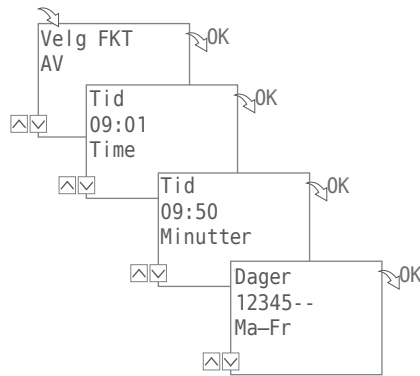 Velg FKT
AV
OK
Tid
09:01
Time
OK
Tid
09:50
Minutter
OK
Dager
12345--
Ma–Fr
OK